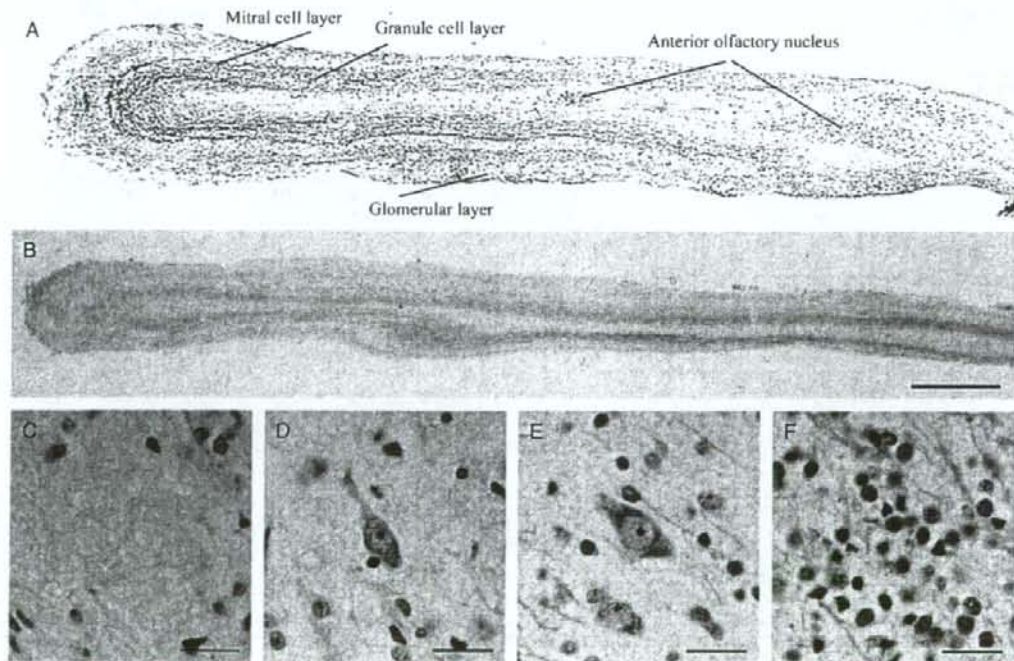 A
Mitral cell layer
Granule cell layer
Anterior olfactory nucleus
Glomerular layer
B
C
D
E
F